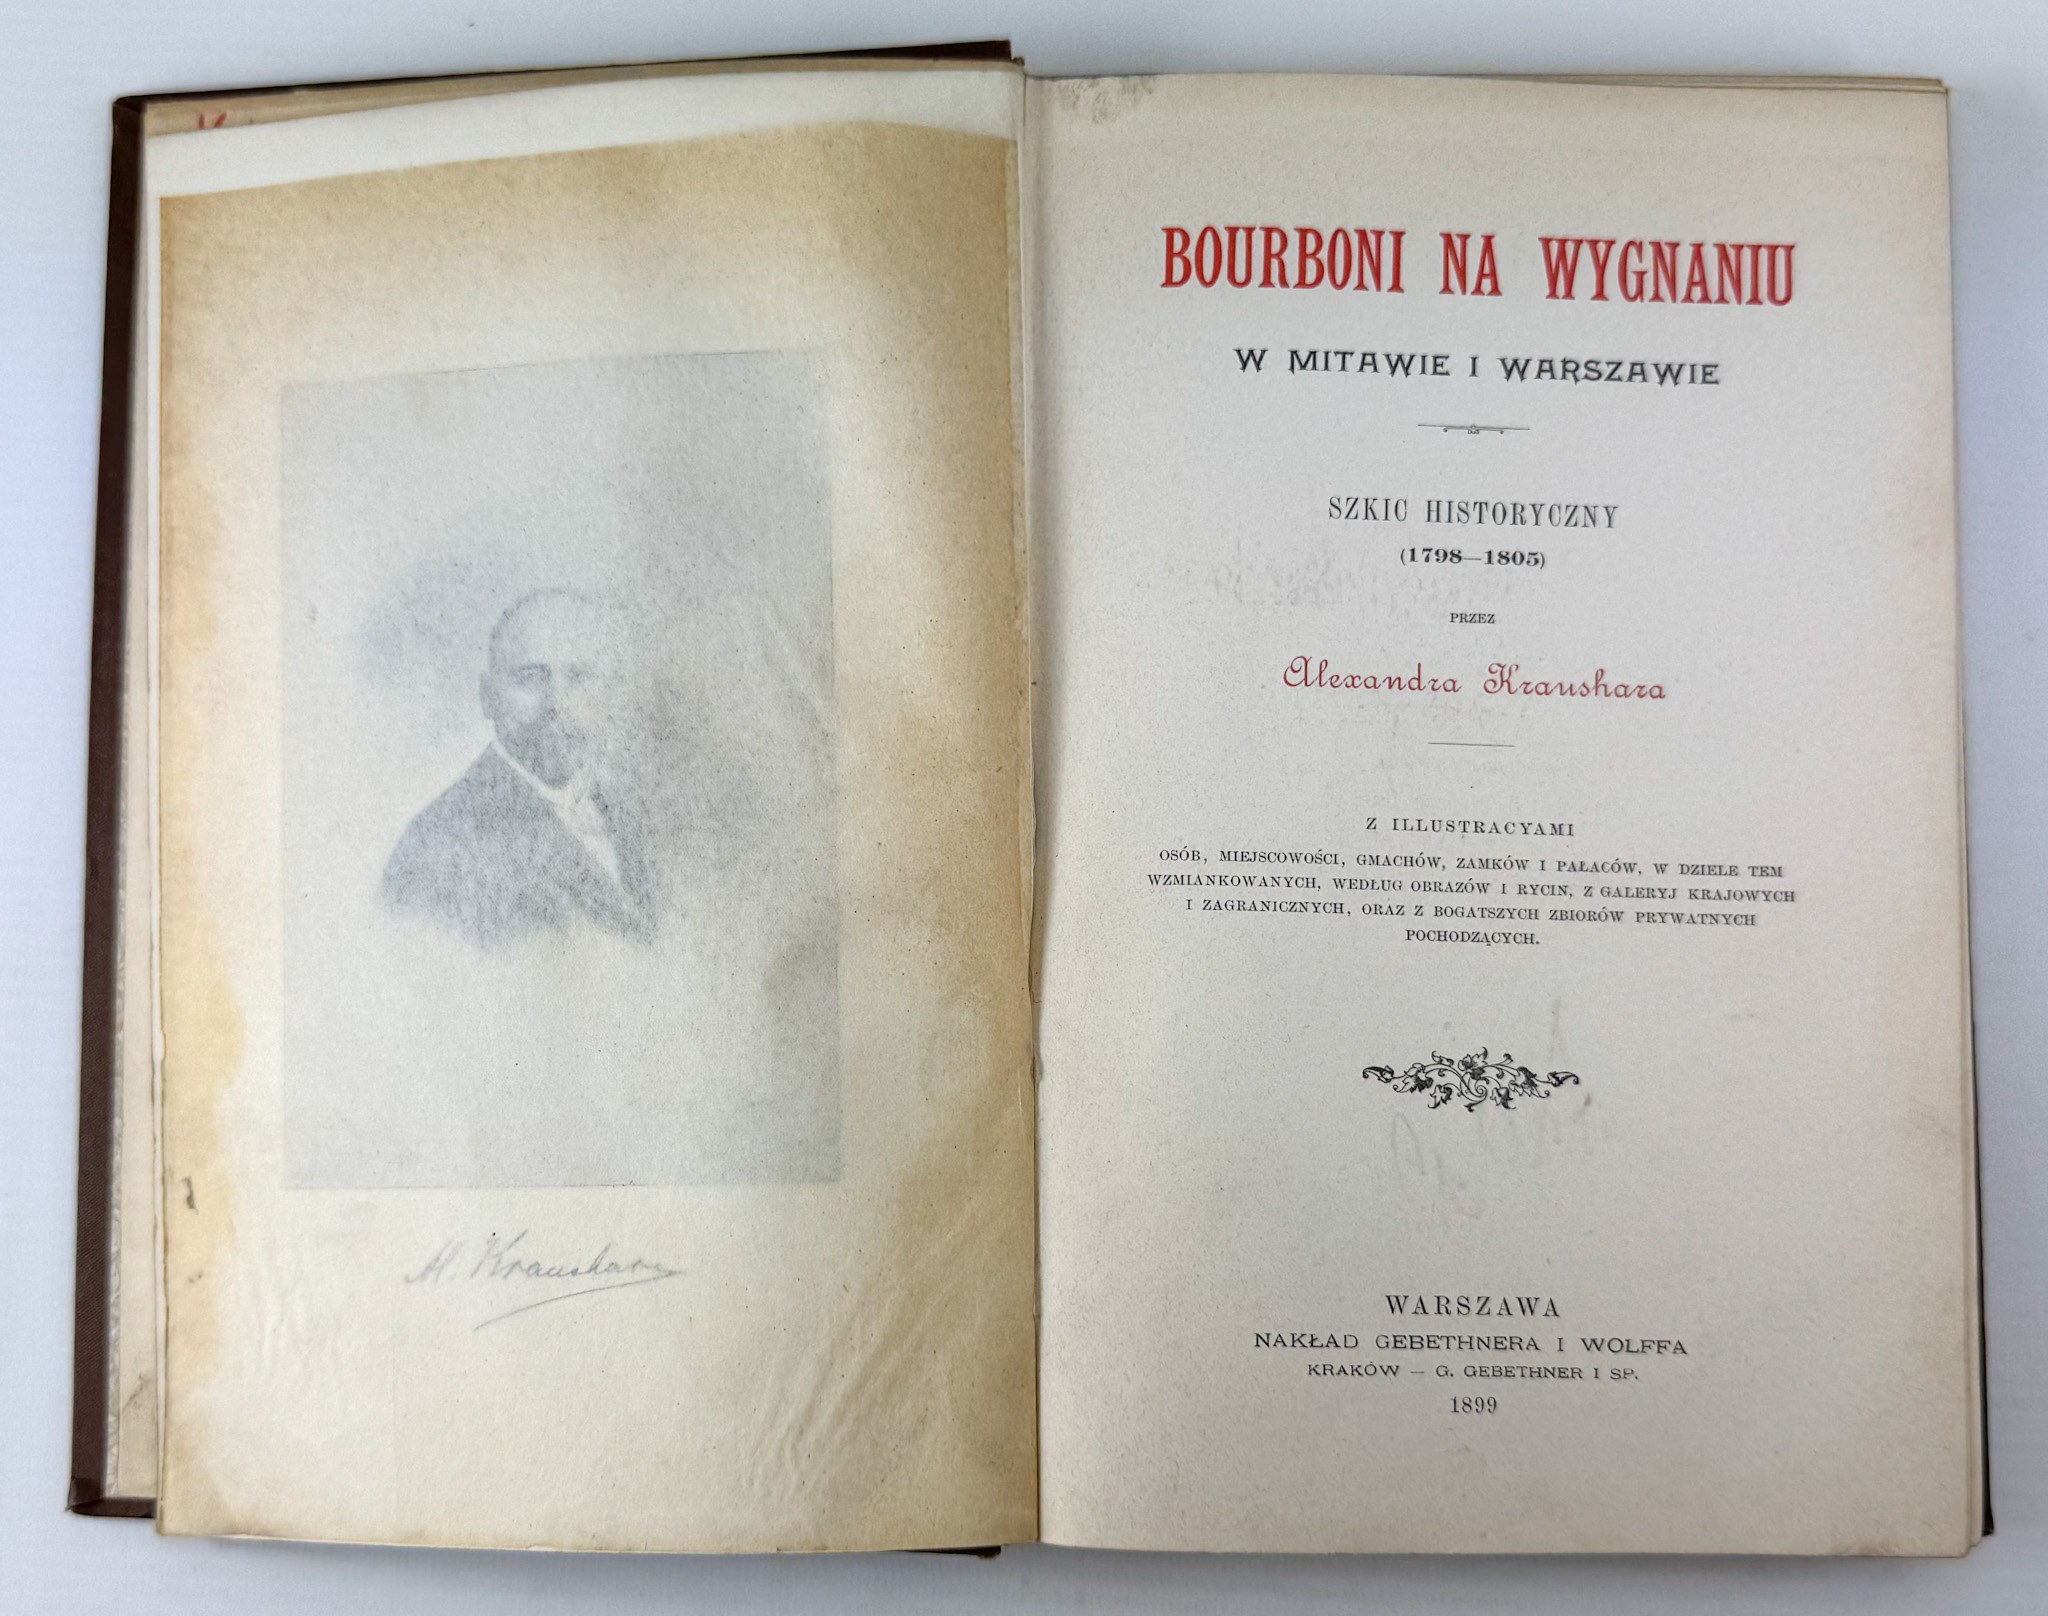 Al. Kraushar
BOURBONI NA WYGNANIU
W MITAWIE I WARSZAWIE
SZKIC HISTORYCZNY
(1798—1805)
PRZEZ
Alexandra Kraushara
Z ILLUSTRACYAMI
OSÓB, MIEJSCOWOŚCI, GMACHÓW, ZAMKÓW I PAŁACÓW, W DZIELE TEM
WZMIANKOWANYCH, WEDŁUG OBRAZÓW I RYCIN, Z GALERYJ KRAJOWYCH
I ZAGRANICZNYCH, ORAZ Z BOGATSZYCH ZBIORÓW PRYWATNYCH
POCHODZĄCYCH.
WARSZAWA
NAKŁAD GEBETHNERA I WOLFFA
KRAKÓW — G. GEBETHNER I SP.
1899